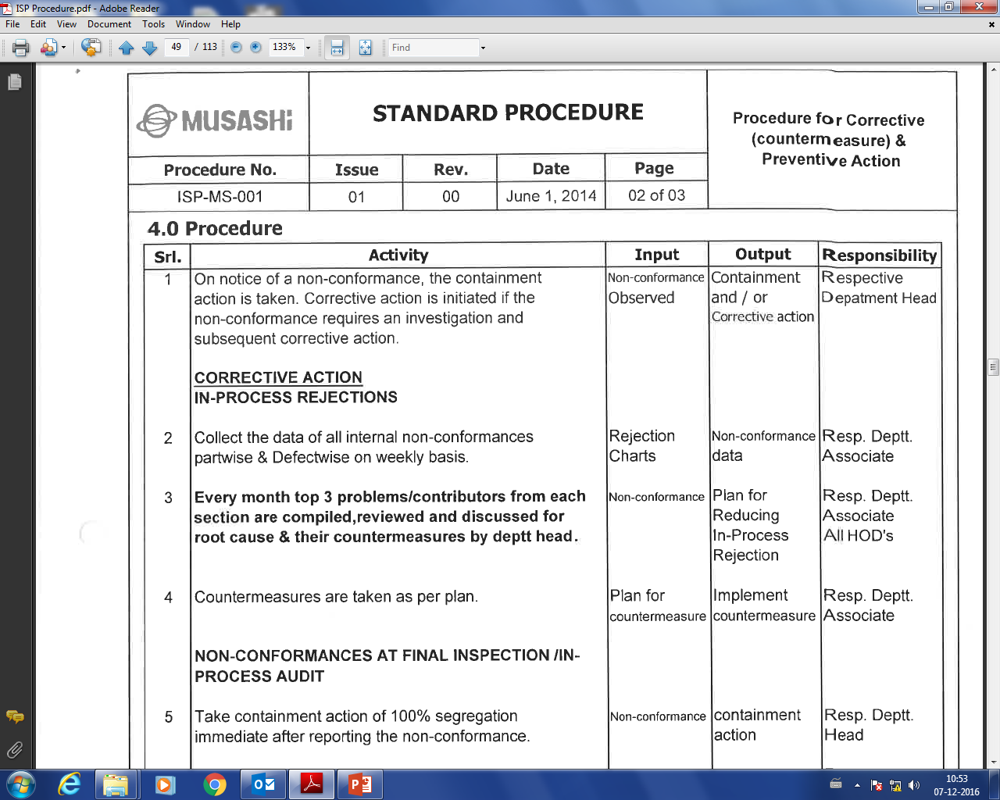 ISP Procedure.pdf - Adobe Reader
File Edit View Document Tools Window Help
49 / 113 133% Find
MUSASHi
STANDARD PROCEDURE
Procedure for Corrective
(countermeasure) &
Preventive Action
Procedure No. Issue Rev. Date Page
ISP-MS-001 01 00 June 1, 2014 02 of 03
4.0 Procedure
Srl. Activity Input Output Responsibility
1 On notice of a non-conformance, the containment Non-conformance Containment Respective
action is taken. Corrective action is initiated if the Observed and / or Depatment Head
non-conformance requires an investigation and Corrective action
subsequent corrective action.
CORRECTIVE ACTION
IN-PROCESS REJECTIONS
2 Collect the data of all internal non-conformances Rejection Non-conformance Resp. Deptt.
partwise & Defectwise on weekly basis. Charts data Associate
3 Every month top 3 problems/contributors from each Non-conformance Plan for Resp. Deptt.
section are compiled,reviewed and discussed for Reducing Associate
root cause & their countermeasures by deptt head. In-Process All HOD's
Rejection
4 Countermeasures are taken as per plan. Plan for Implement Resp. Deptt.
countermeasure countermeasure Associate
NON-CONFORMANCES AT FINAL INSPECTION /IN-
PROCESS AUDIT
5 Take containment action of 100% segregation Non-conformance containment Resp. Deptt.
immediate after reporting the non-conformance. action Head
10:53
07-12-2016